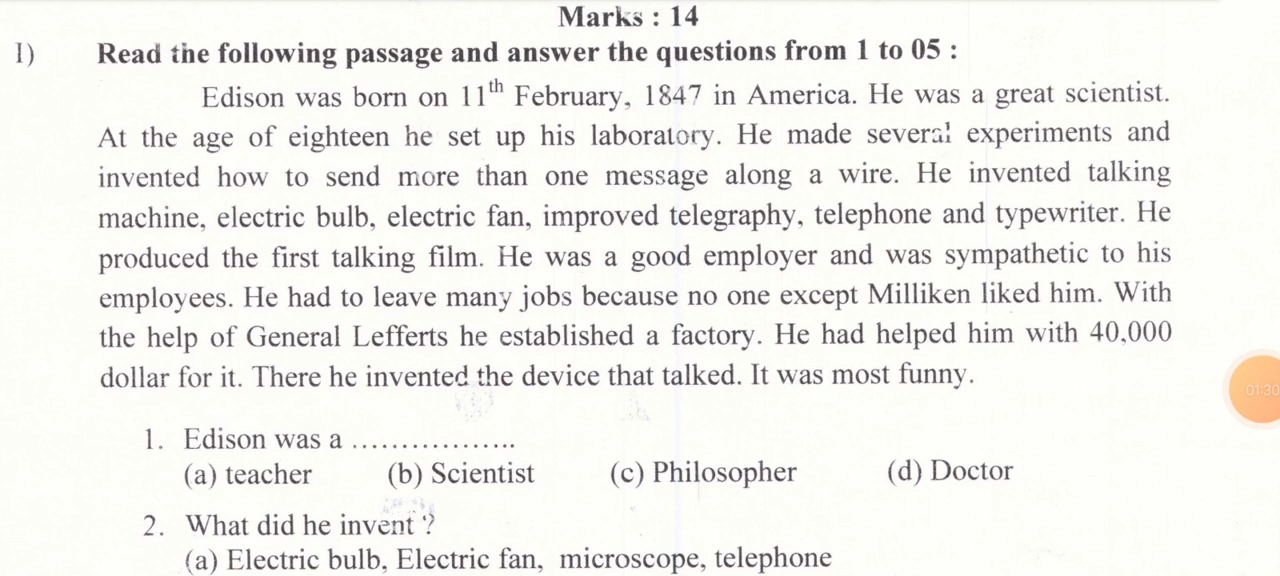 Marks : 14
I) Read the following passage and answer the questions from 1 to 05 :
Edison was born on 11th February, 1847 in America. He was a great scientist.
At the age of eighteen he set up his laboratory. He made several experiments and
invented how to send more than one message along a wire. He invented talking
machine, electric bulb, electric fan, improved telegraphy, telephone and typewriter. He
produced the first talking film. He was a good employer and was sympathetic to his
employees. He had to leave many jobs because no one except Milliken liked him. With
the help of General Lefferts he established a factory. He had helped him with 40,000
dollar for it. There he invented the device that talked. It was most funny.
1. Edison was a .................
(a) teacher (b) Scientist (c) Philosopher (d) Doctor
2. What did he invent ?
(a) Electric bulb, Electric fan, microscope, telephone
01:30